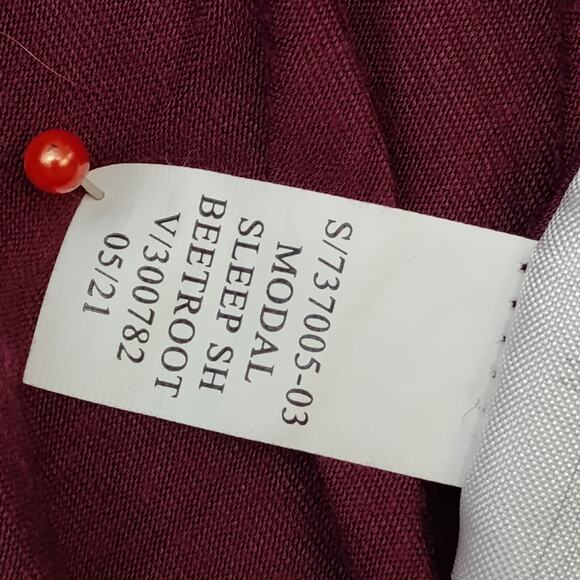 S/737005-03
MODAL
SLEEP SH
BEETROOT
V/300782
05/21